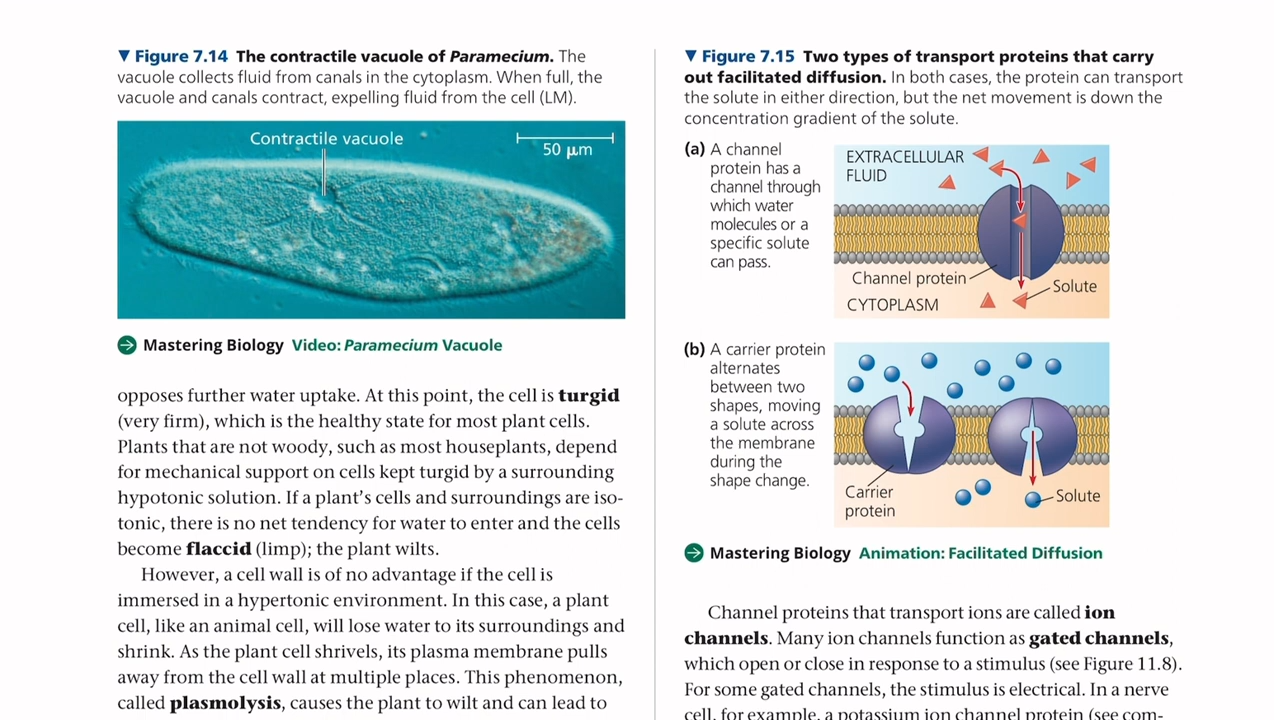 ▼ Figure 7.14 The contractile vacuole of Paramecium. The
vacuole collects fluid from canals in the cytoplasm. When full, the
vacuole and canals contract, expelling fluid from the cell (LM).
Contractile vacuole
50 μm
Mastering Biology Video: Paramecium Vacuole
opposes further water uptake. At this point, the cell is turgid
(very firm), which is the healthy state for most plant cells.
Plants that are not woody, such as most houseplants, depend
for mechanical support on cells kept turgid by a surrounding
hypotonic solution. If a plant's cells and surroundings are iso-
tonic, there is no net tendency for water to enter and the cells
become flaccid (limp); the plant wilts.
However, a cell wall is of no advantage if the cell is
immersed in a hypertonic environment. In this case, a plant
cell, like an animal cell, will lose water to its surroundings and
shrink. As the plant cell shrivels, its plasma membrane pulls
away from the cell wall at multiple places. This phenomenon,
called plasmolysis, causes the plant to wilt and can lead to
▼ Figure 7.15 Two types of transport proteins that carry
out facilitated diffusion. In both cases, the protein can transport
the solute in either direction, but the net movement is down the
concentration gradient of the solute.
(a) A channel
protein has a
channel through
which water
molecules or a
specific solute
can pass.
EXTRACELLULAR
FLUID
Channel protein
Solute
CYTOPLASM
(b) A carrier protein
alternates
between two
shapes, moving
a solute across
the membrane
during the
shape change.
Carrier
protein
Solute
Mastering Biology Animation: Facilitated Diffusion
Channel proteins that transport ions are called ion
channels. Many ion channels function as gated channels,
which open or close in response to a stimulus (see Figure 11.8).
For some gated channels, the stimulus is electrical. In a nerve
cell, for example, a potassium ion channel protein (see com-